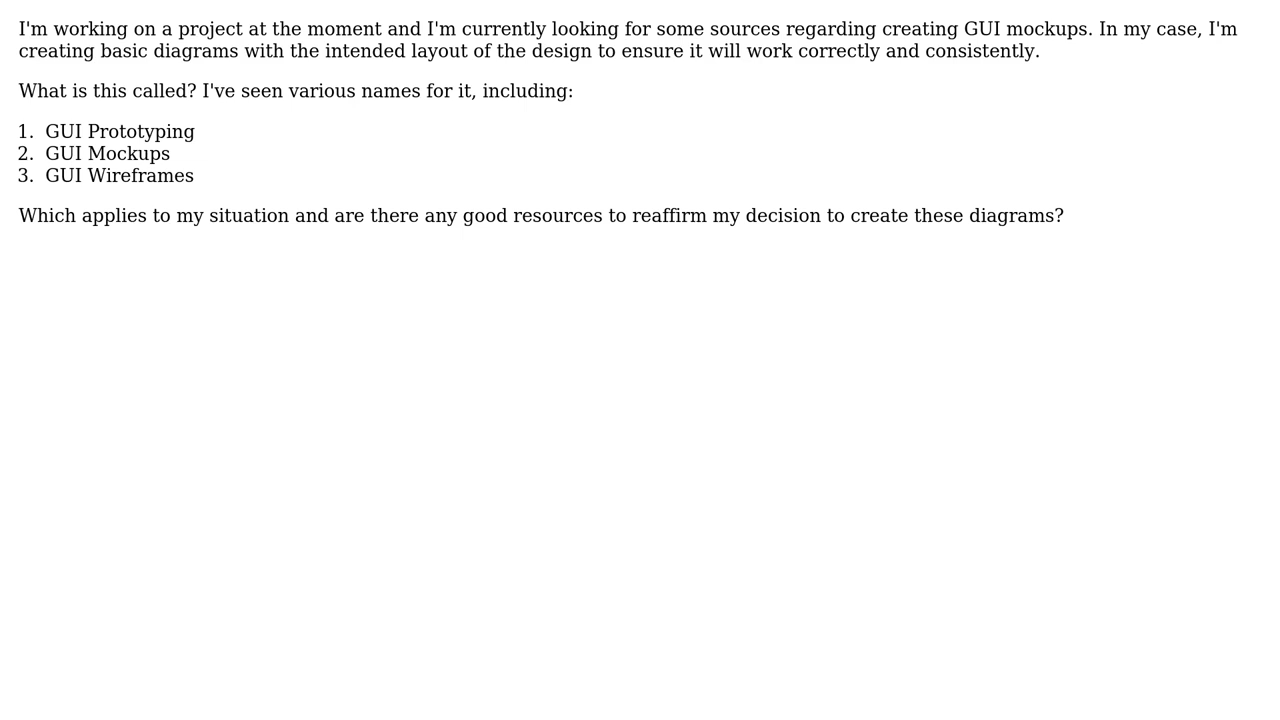 I'm working on a project at the moment and I'm currently looking for some sources regarding creating GUI mockups. In my case, I'm
creating basic diagrams with the intended layout of the design to ensure it will work correctly and consistently.
What is this called? I've seen various names for it, including:
1. GUI Prototyping
2. GUI Mockups
3. GUI Wireframes
Which applies to my situation and are there any good resources to reaffirm my decision to create these diagrams?